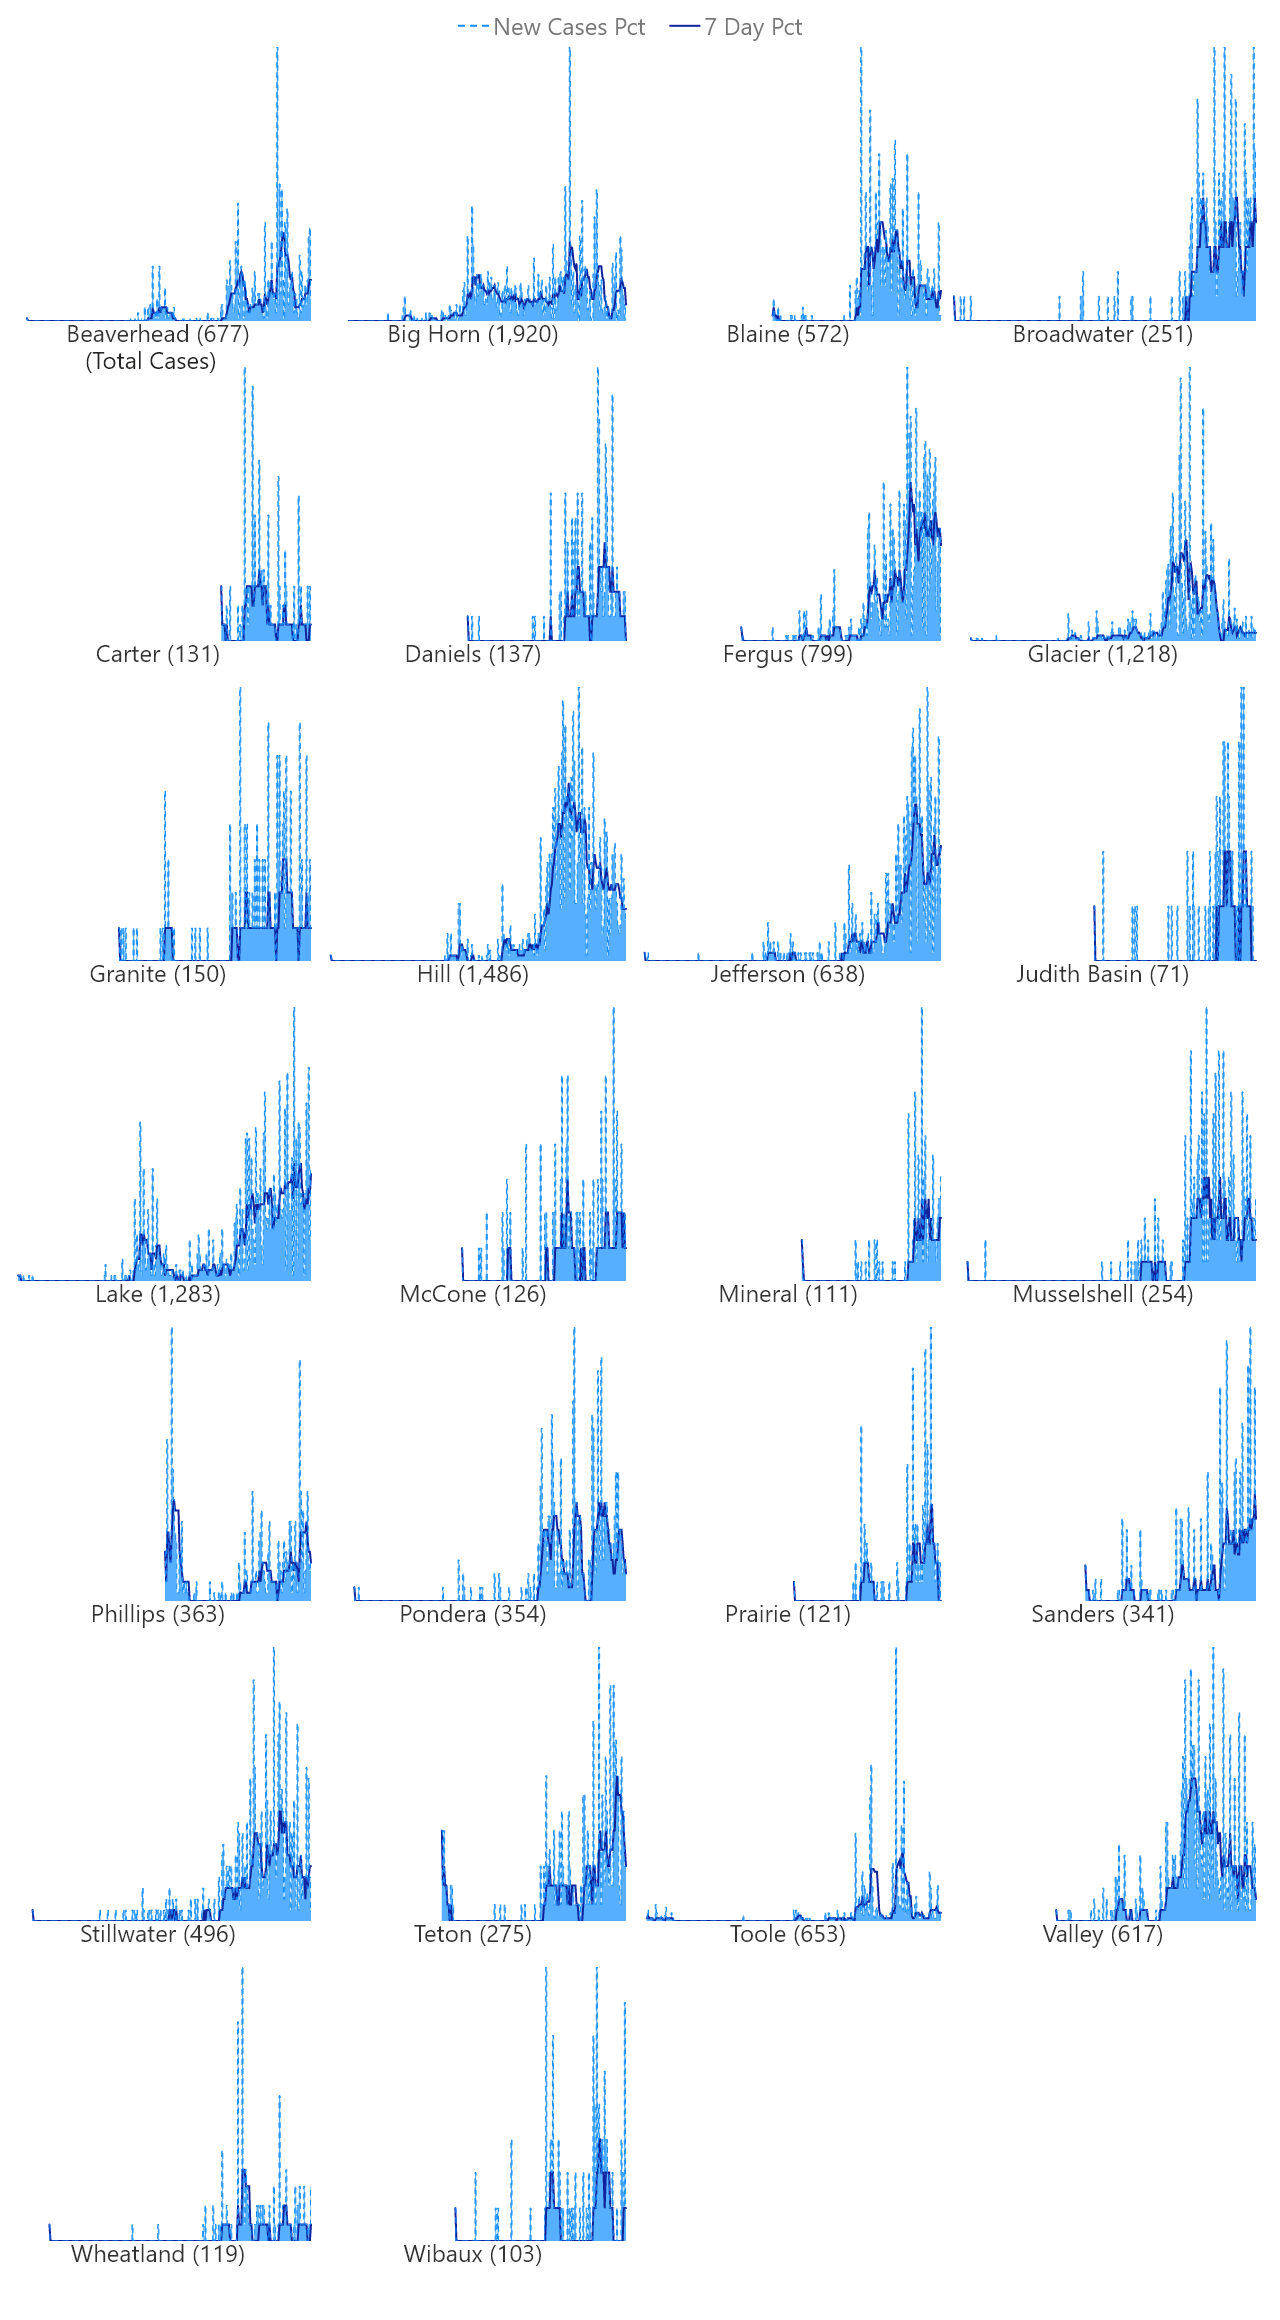 New Cases Pct 7 Day Pct
Beaverhead (677) Big Horn (1,920) Blaine (572) Broadwater (251)
(Total Cases)
Carter (131) Daniels (137) Fergus (799) Glacier (1,218)
Granite (150) Hill (1,486) Jefferson (638) Judith Basin (71)
Lake (1,283) McCone (126) Mineral (111) Musselshell (254)
Phillips (363) Pondera (354) Prairie (121) Sanders (341)
Stillwater (496) Teton (275) Toole (653) Valley (617)
Wheatland (119) Wibaux (103)